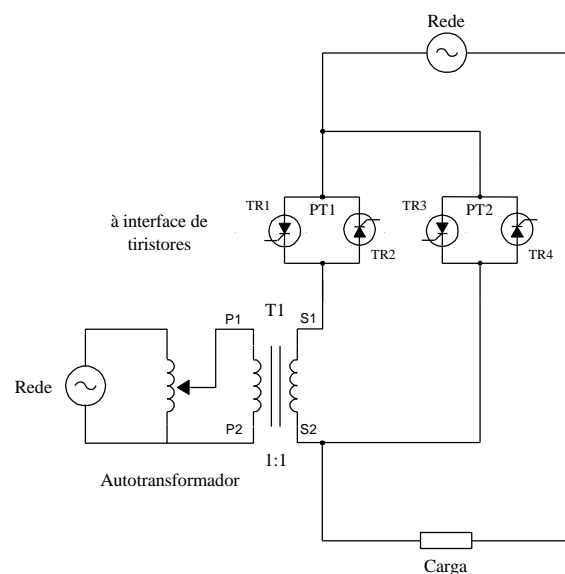 Rede
TR1
PT1
TR3
PT2
à interface de
tiristores
TR2
TR4
T1
P1
S1
Rede
P2
S2
1:1
Autotransformador
Carga